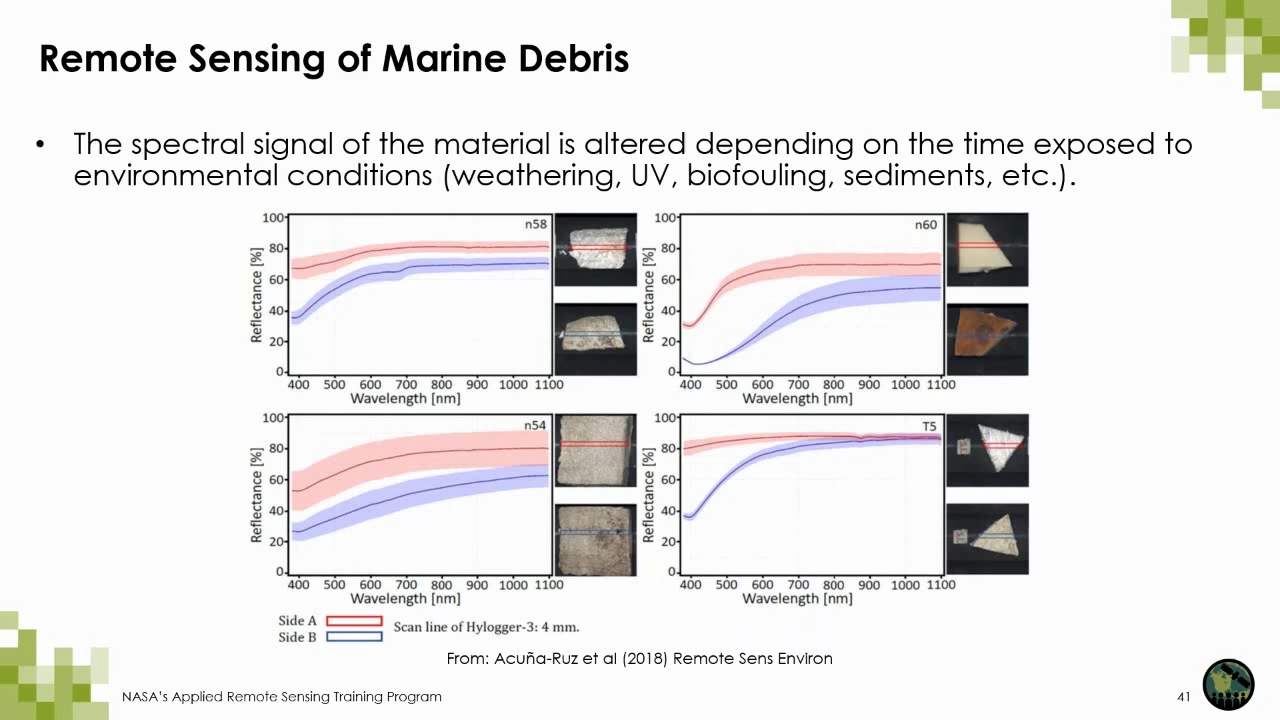 Remote Sensing of Marine Debris
• The spectral signal of the material is altered depending on the time exposed to
environmental conditions (weathering, UV, biofouling, sediments, etc.).
n58
Reflectance [%]
100
80
60
40
20
0
400 500 600 700 800 900 1000 1100
Wavelength [nm]
n60
Reflectance [%]
100
80
60
40
20
0
400 500 600 700 800 900 1000 1100
Wavelength [nm]
n54
Reflectance [%]
100
80
60
40
20
0
400 500 600 700 800 900 1000 1100
Wavelength [nm]
T5
Reflectance [%]
100
80
60
40
20
0
400 500 600 700 800 900 1000 1100
Wavelength [nm]
Side A
Side B
Scan line of Hylogger-3: 4 mm.
From: Acuña-Ruz et al (2018) Remote Sens Environ
NASA's Applied Remote Sensing Training Program
41